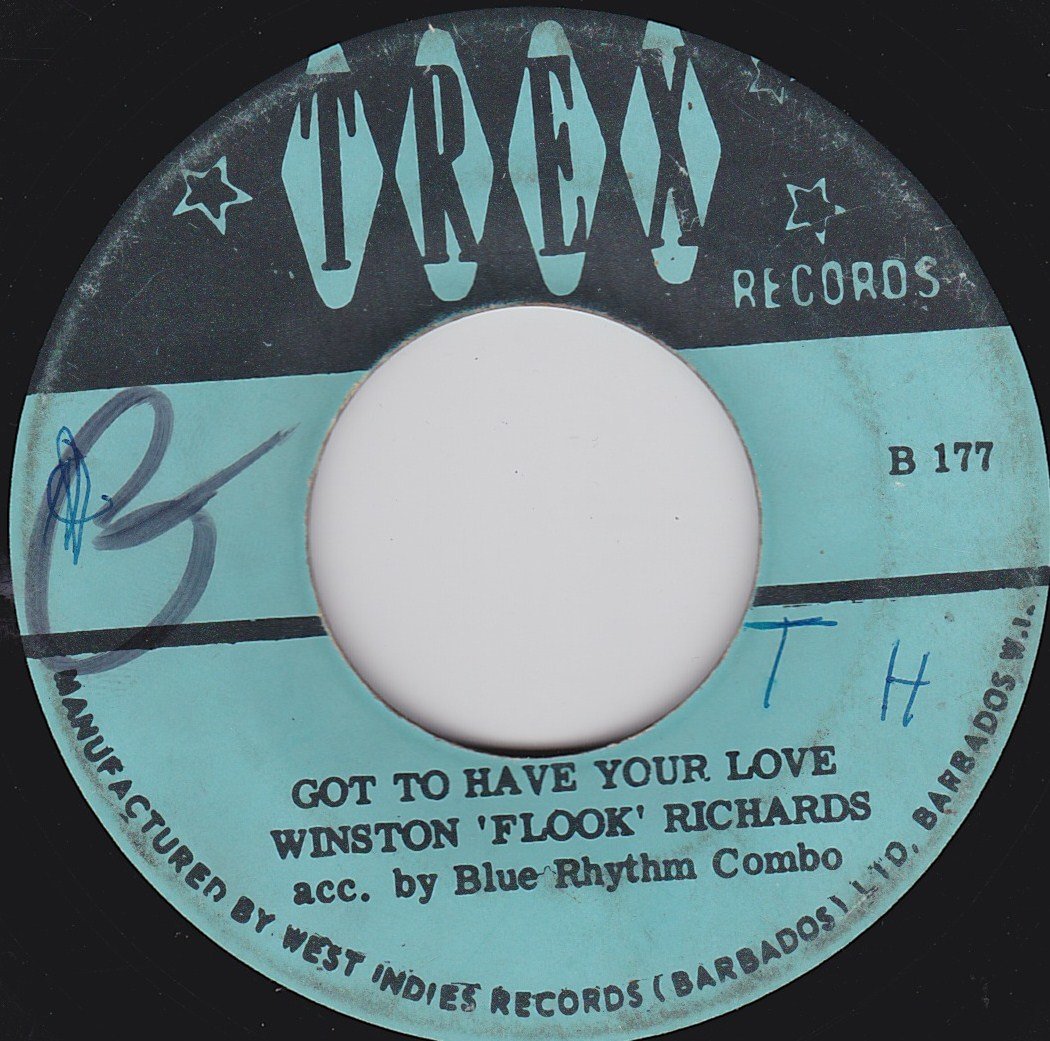 TREX
RECORDS
B 177
B
T H
GOT TO HAVE YOUR LOVE
WINSTON 'FLOOK' RICHARDS
acc. by Blue Rhythm Combo
MANUFACTURED BY WEST INDIES RECORDS (BARBADOS) LTD, BARBADOS W.I.